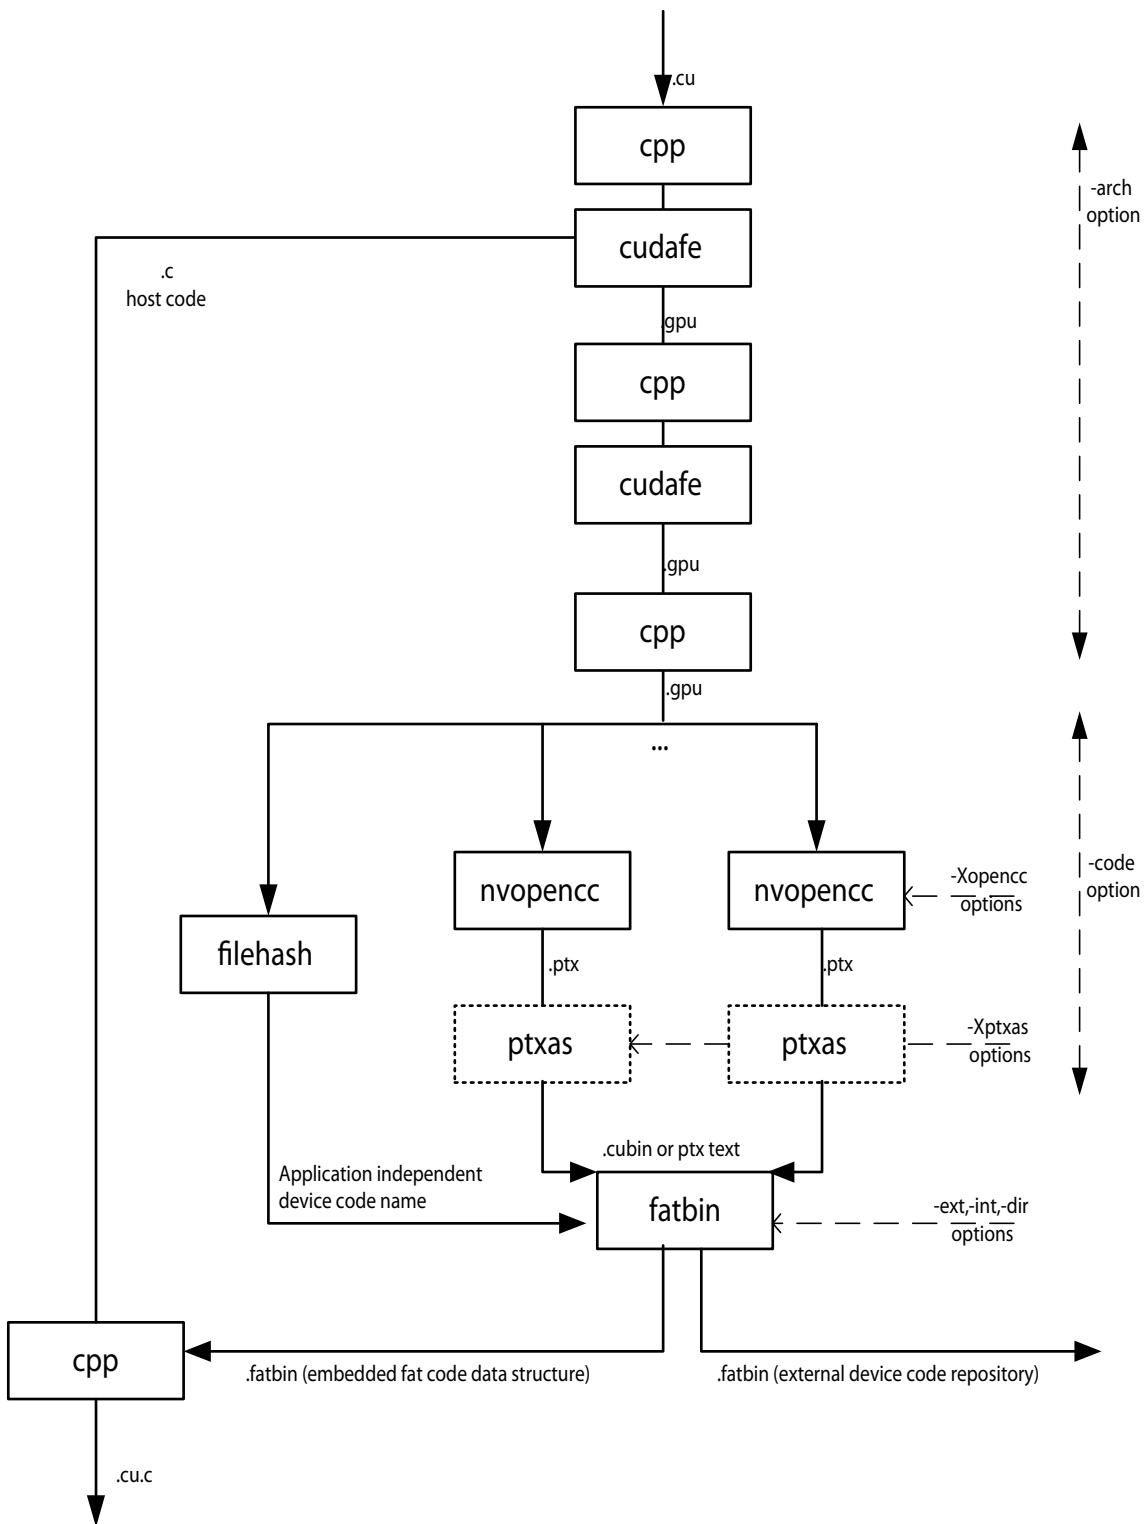 .cu
cpp
-arch
option
cudafe
.c
host code
.gpu
cpp
cudafe
.gpu
cpp
.gpu
...
nvopencc
nvopencc
-Xopencc
options
-code
option
filehash
.ptx
.ptx
ptxas
ptxas
-Xptxas
options
.cubin or ptx text
Application independent
device code name
fatbin
-ext,-int,-dir
options
cpp
.fatbin (embedded fat code data structure)
.fatbin (external device code repository)
.cu.c